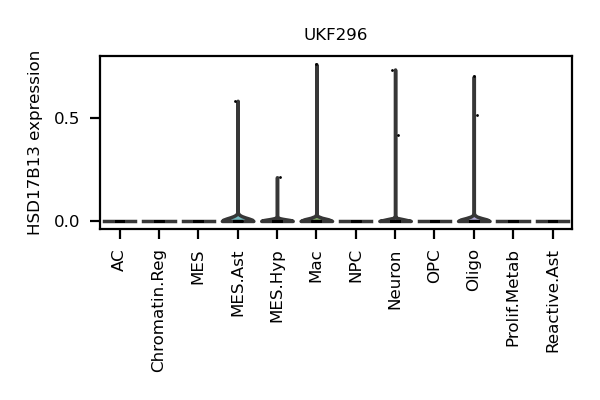 UKF296
HSD17B13 expression
0.5
0.0
AC
Chromatin.Reg
MES
MES.Ast
MES.Hyp
Mac
NPC
Neuron
OPC
Oligo
Prolif.Metab
Reactive.Ast